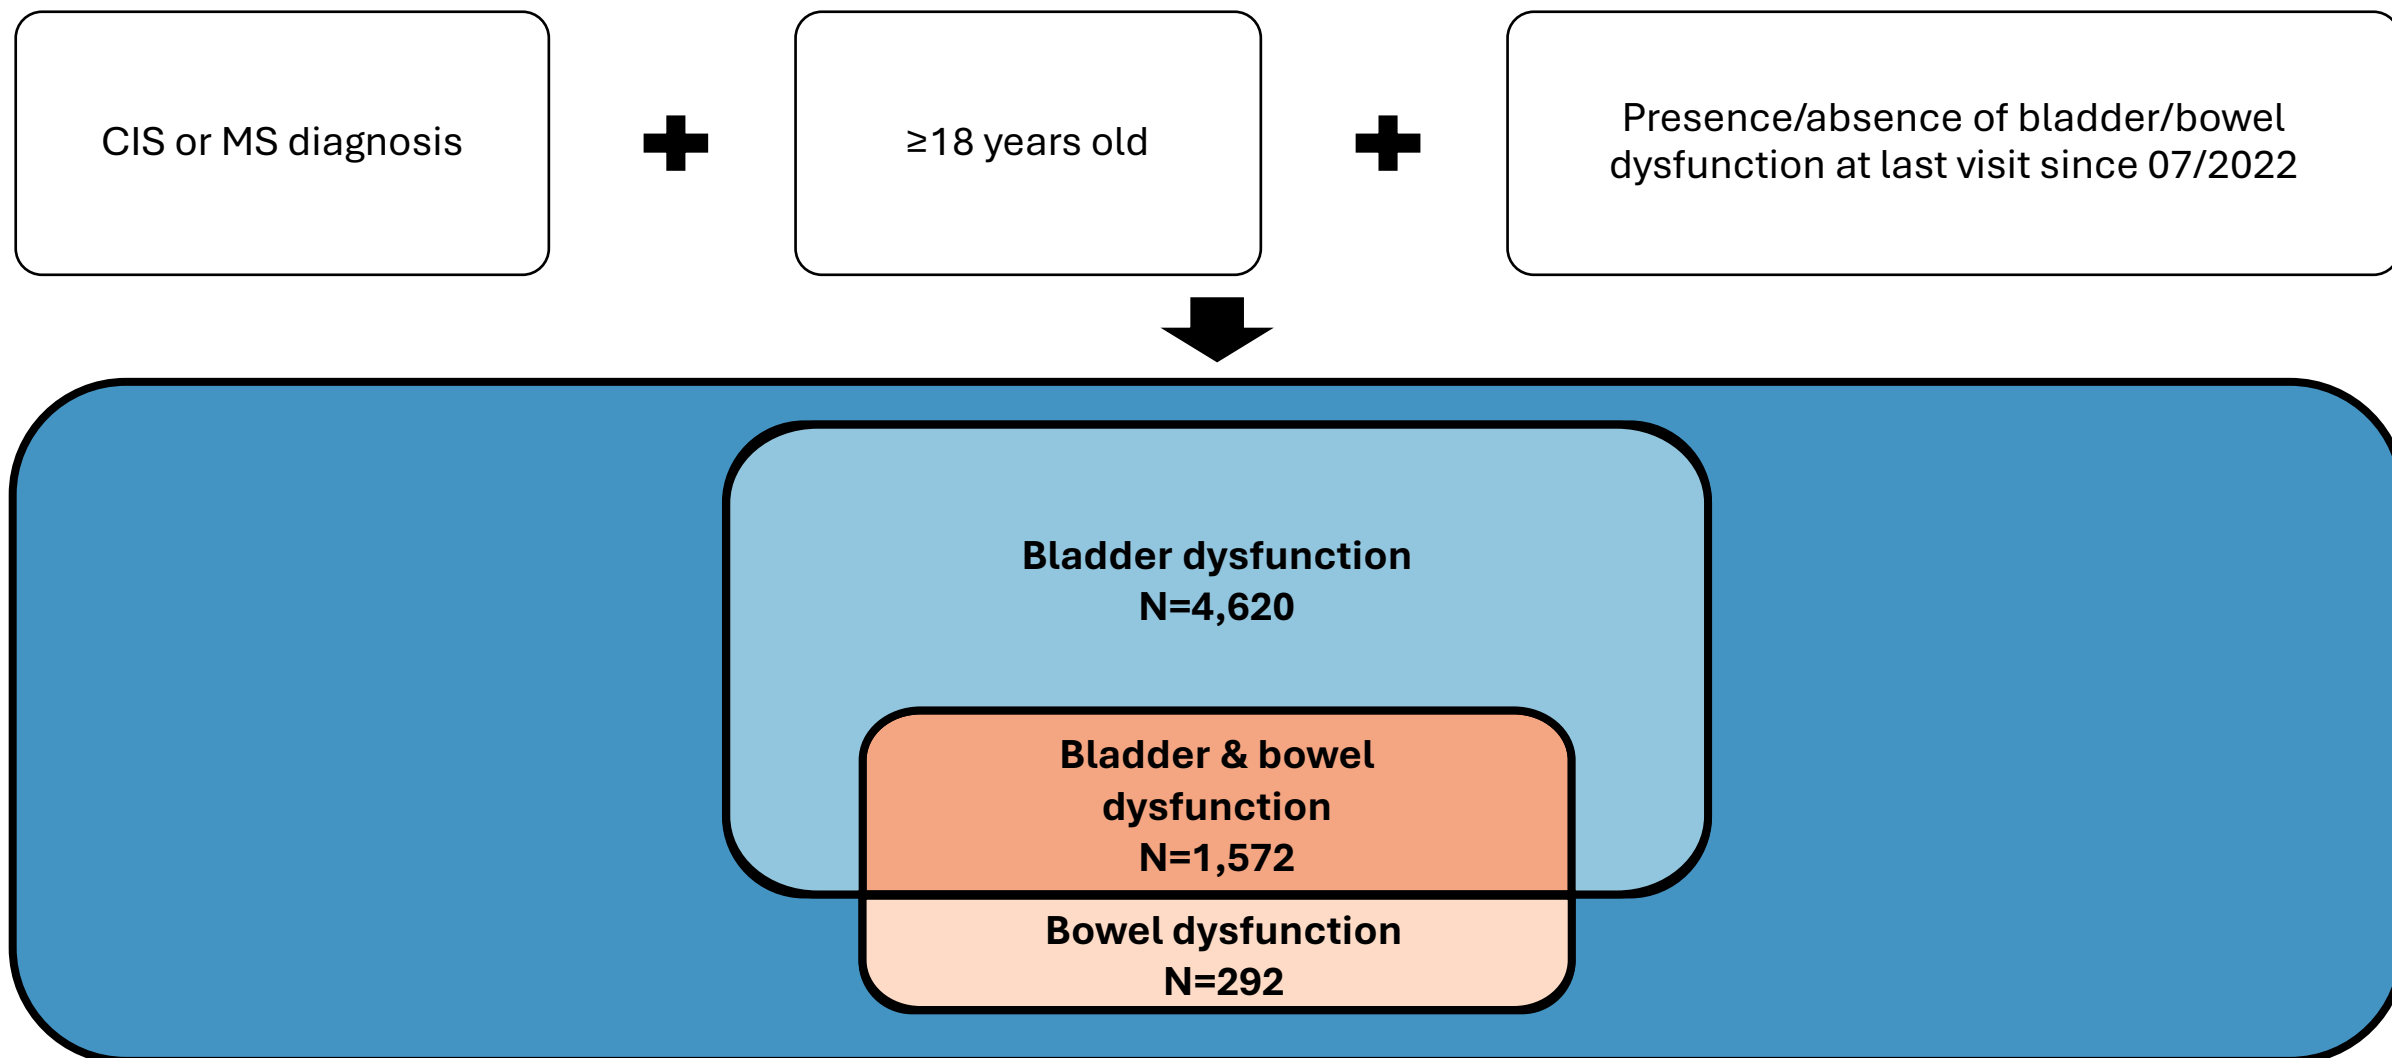 CIS or MS diagnosis
≥18 years old
Presence/absence of bladder/bowel
dysfunction at last visit since 07/2022
Bladder dysfunction
N=4,620
Bladder & bowel
dysfunction
N=1,572
Bowel dysfunction
N=292